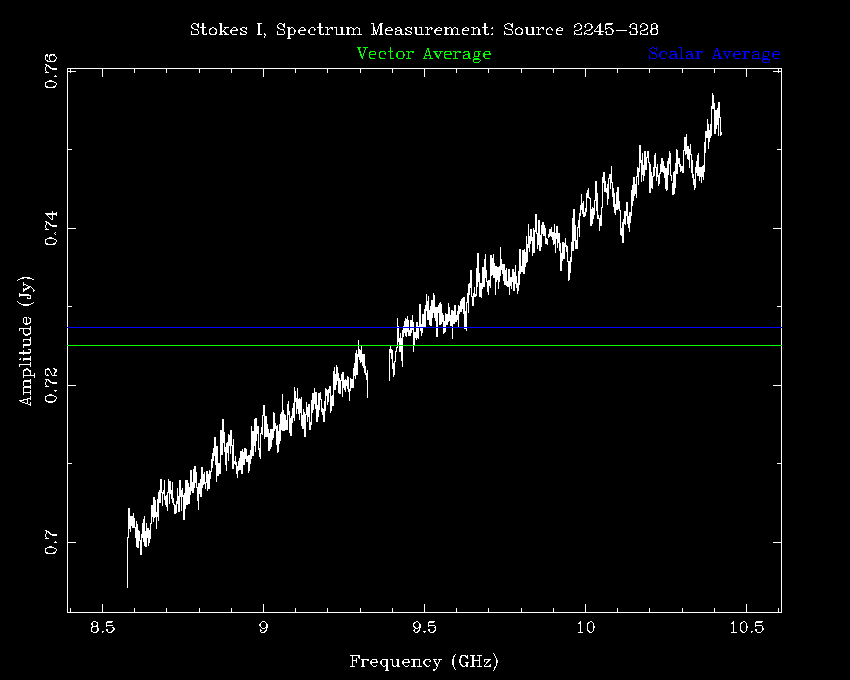 Stokes I, Spectrum Measurement: Source 2245−328
Vector Average Scalar Average
0.76
0.74
0.72
0.7
Amplitude (Jy)
8.5 9 9.5 10 10.5
Frequency (GHz)